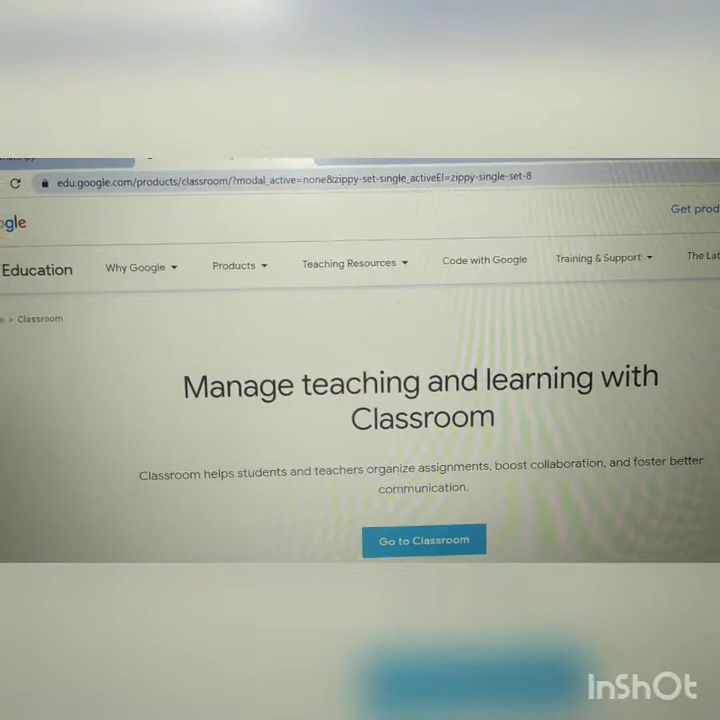 edu.google.com/products/classroom/?modal_active=none&zippy-set-single_activeEl=zippy-single-set-8
gle
Get prod
Education Why Google Products Teaching Resources Code with Google Training & Support The Lat
e > Classroom
Manage teaching and learning with
Classroom
Classroom helps students and teachers organize assignments, boost collaboration, and foster better
communication.
Go to Classroom
InShOt